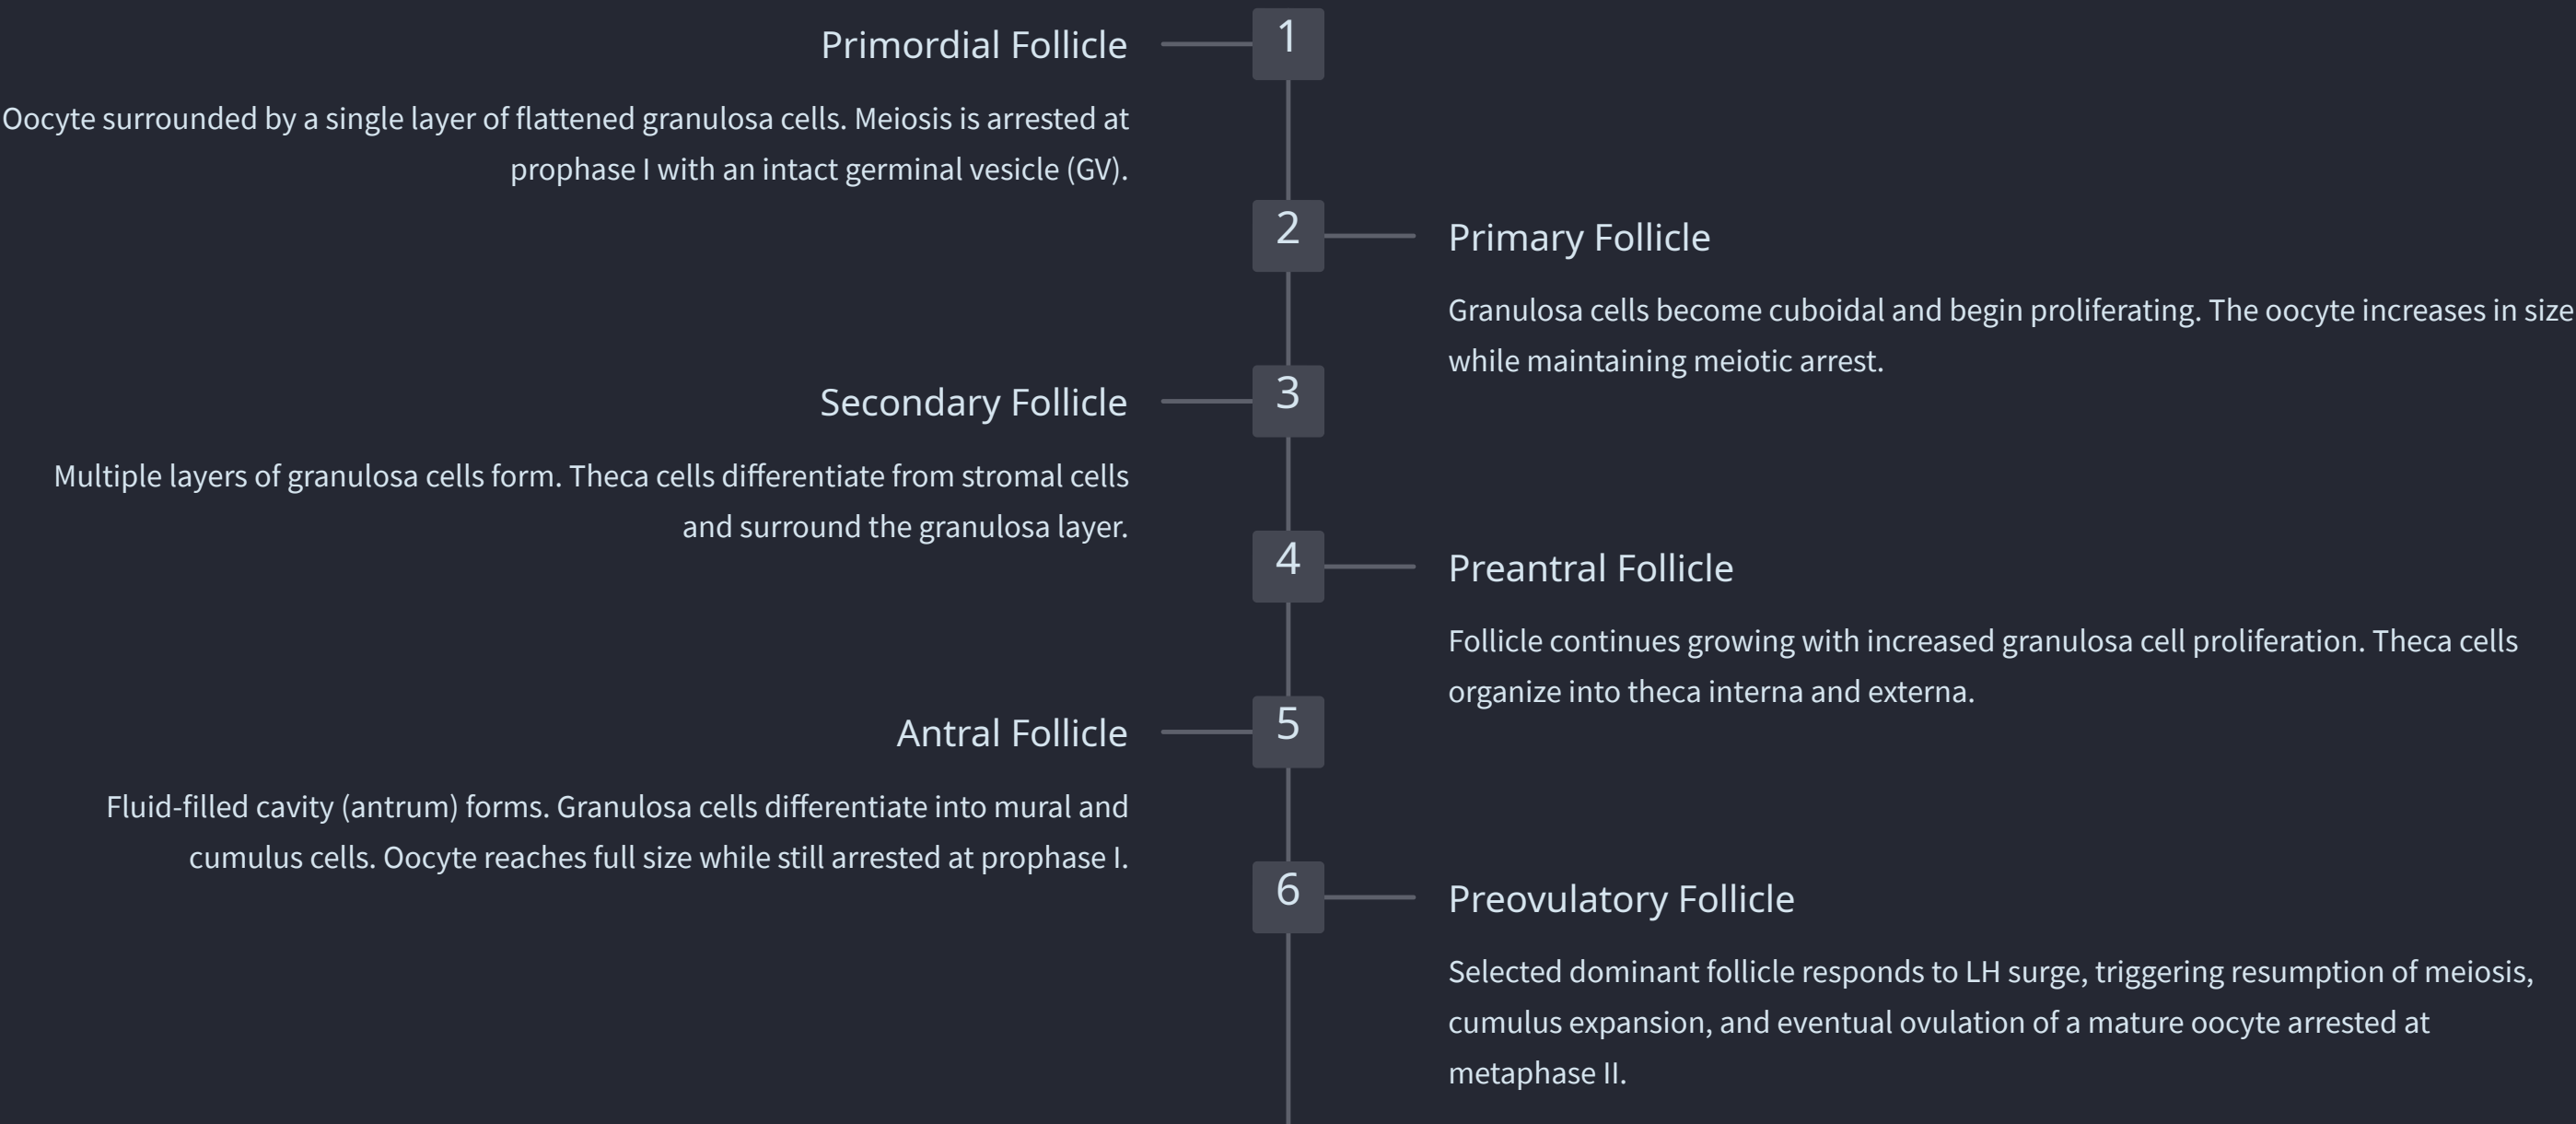 1
Primordial Follicle
Oocyte surrounded by a single layer of flattened granulosa cells. Meiosis is arrested at
prophase I with an intact germinal vesicle (GV).
2
Primary Follicle
Granulosa cells become cuboidal and begin proliferating. The oocyte increases in size
while maintaining meiotic arrest.
3
Secondary Follicle
Multiple layers of granulosa cells form. Theca cells differentiate from stromal cells
and surround the granulosa layer.
4
Preantral Follicle
Follicle continues growing with increased granulosa cell proliferation. Theca cells
organize into theca interna and externa.
5
Antral Follicle
Fluid-filled cavity (antrum) forms. Granulosa cells differentiate into mural and
cumulus cells. Oocyte reaches full size while still arrested at prophase I.
6
Preovulatory Follicle
Selected dominant follicle responds to LH surge, triggering resumption of meiosis,
cumulus expansion, and eventual ovulation of a mature oocyte arrested at
metaphase II.